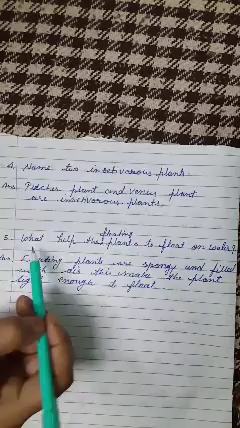 4. Name two insectivorous plants
Ans Pitcher plant and venus plant
are insectivorous plants
floating
5. What help the plants to float on water?
Ans. Floating plants are spongy and filled
with air this make the plant
light enough to float